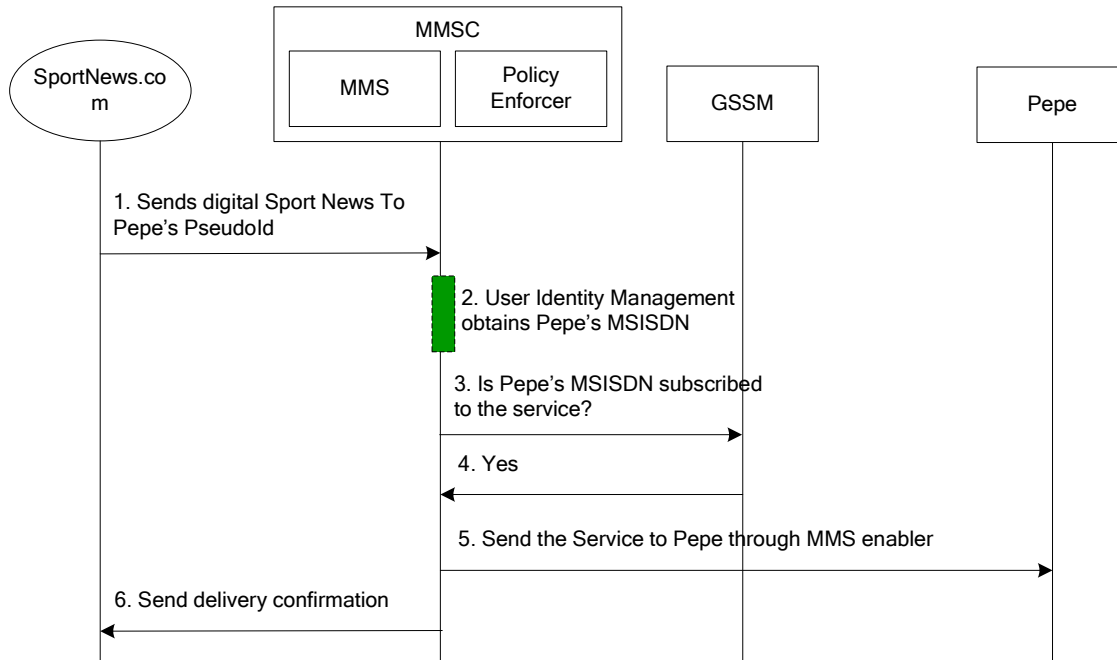 MMSC
SportNews.co
m
MMS
Policy
Enforcer
GSSM
Pepe
1. Sends digital Sport News To
Pepe's PseudoId
2. User Identity Management
obtains Pepe's MSISDN
3. Is Pepe's MSISDN subscribed
to the service?
4. Yes
5. Send the Service to Pepe through MMS enabler
6. Send delivery confirmation